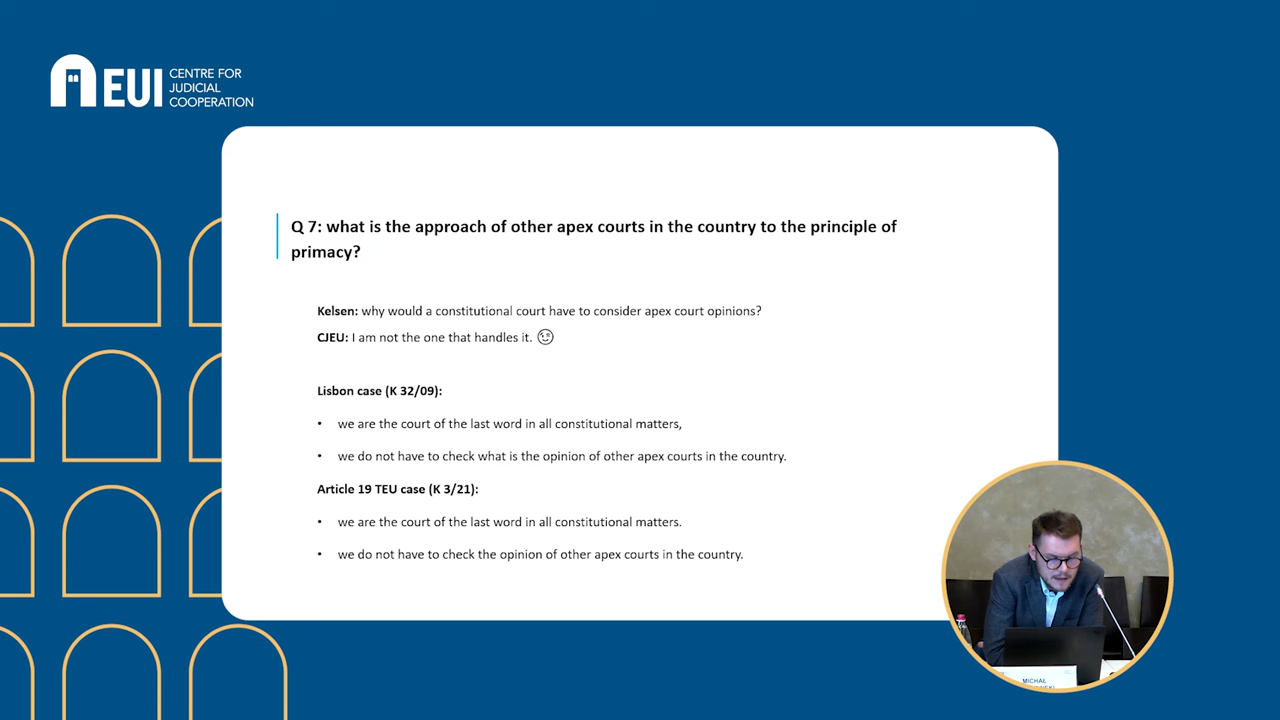 EUI
CENTRE FOR
JUDICIAL
COOPERATION
Q 7: what is the approach of other apex courts in the country to the principle of
primacy?
Kelsen: why would a constitutional court have to consider apex court opinions?
CJEU: I am not the one that handles it. 😉
Lisbon case (K 32/09):
• we are the court of the last word in all constitutional matters,
• we do not have to check what is the opinion of other apex courts in the country.
Article 19 TEU case (K 3/21):
• we are the court of the last word in all constitutional matters.
• we do not have to check the opinion of other apex courts in the country.
MICHAŁ